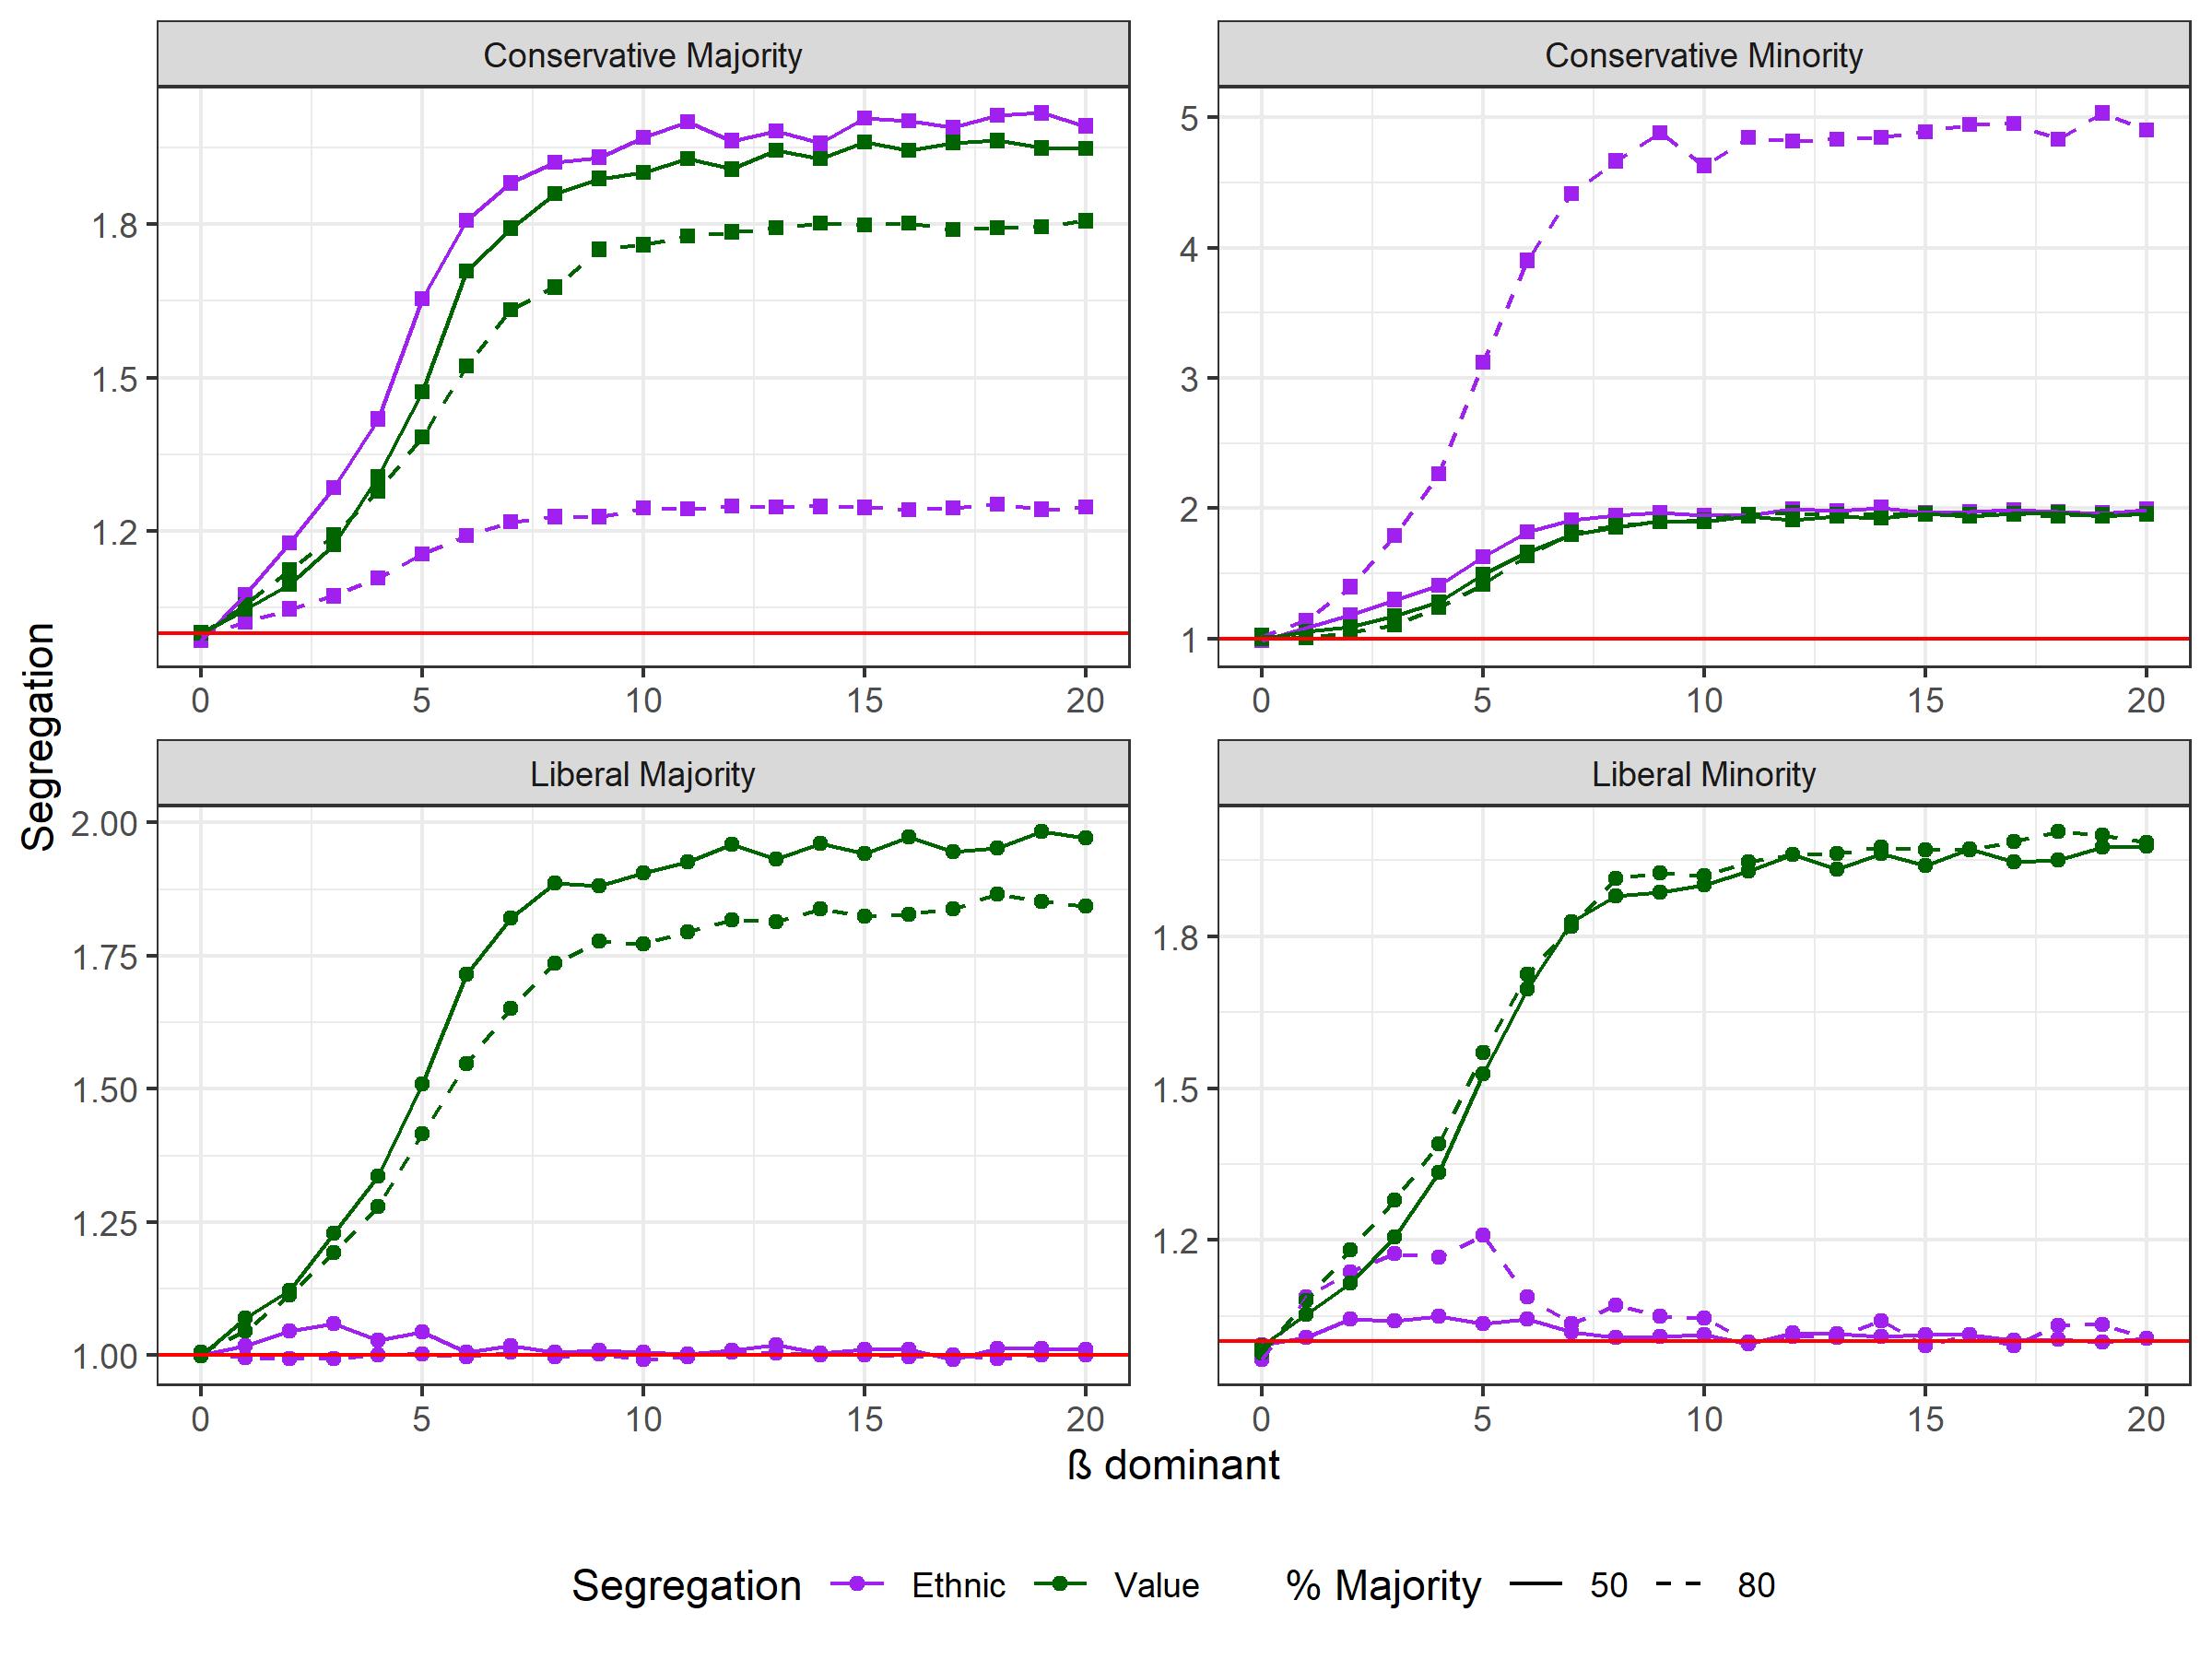 Conservative Majority
Conservative Minority
1.8
1.5
1.2
0 5 10 15 20
5
4
3
2
1
0 5 10 15 20
Segregation
Liberal Majority
Liberal Minority
2.00
1.75
1.50
1.25
1.00
0 5 10 15 20
1.8
1.5
1.2
0 5 10 15 20
ß dominant
Segregation Ethnic Value % Majority 50 80